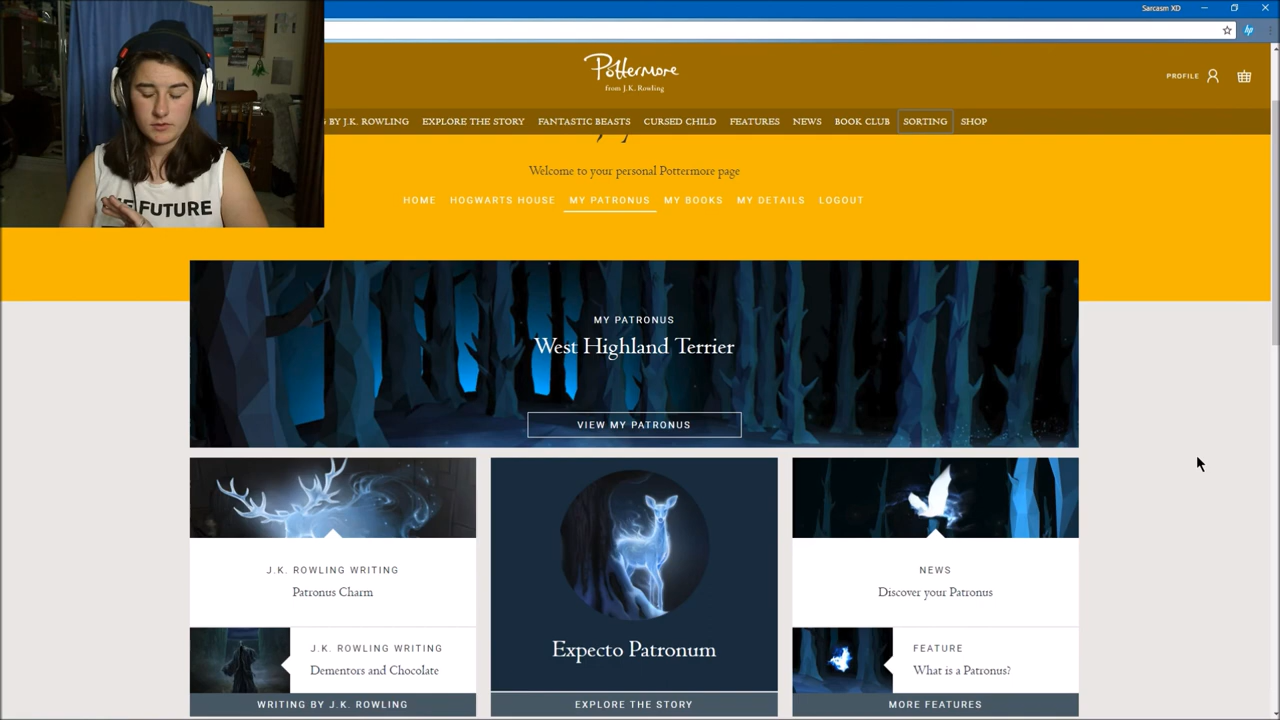 Sarcasm XD
Pottermore
from J.K. Rowling
PROFILE
BY J.K. ROWLING EXPLORE THE STORY FANTASTIC BEASTS CURSED CHILD FEATURES NEWS BOOK CLUB SORTING SHOP
Welcome to your personal Pottermore page
HOME HOGWARTS HOUSE MY PATRONUS MY BOOKS MY DETAILS LOGOUT
FUTURE
MY PATRONUS
West Highland Terrier
VIEW MY PATRONUS
J.K. ROWLING WRITING
Patronus Charm
J.K. ROWLING WRITING
Dementors and Chocolate
WRITING BY J.K. ROWLING
Expecto Patronum
EXPLORE THE STORY
NEWS
Discover your Patronus
FEATURE
What is a Patronus?
MORE FEATURES